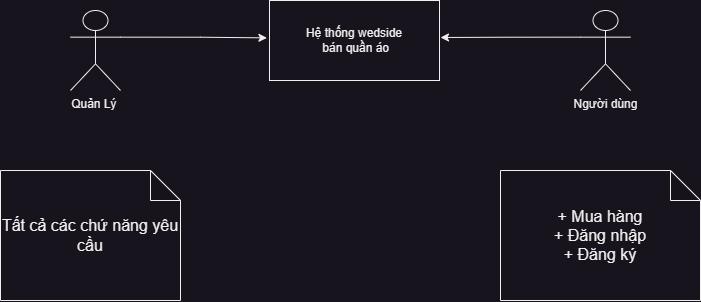 Hệ thống wedside
bán quần áo
Quản Lý
Người dùng
Tất cả các chứ năng yêu
cầu
+ Mua hàng
+ Đăng nhập
+ Đăng ký